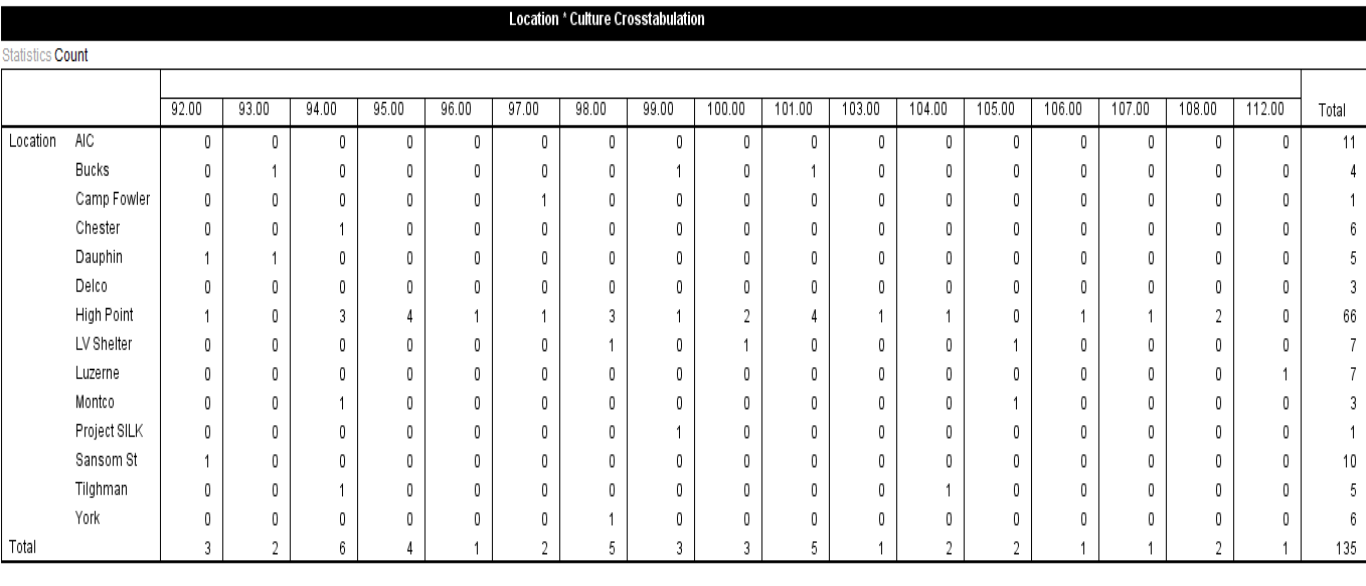 Location * Culture Crosstabulation
Statistics Count
92.00 93.00 94.00 95.00 96.00 97.00 98.00 99.00 100.00 101.00 103.00 104.00 105.00 106.00 107.00 108.00 112.00 Total
Location AIC 0 0 0 0 0 0 0 0 0 0 0 0 0 0 0 0 0 11
Bucks 0 1 0 0 0 0 0 1 0 1 0 0 0 0 0 0 0 4
Camp Fowler 0 0 0 0 0 1 0 0 0 0 0 0 0 0 0 0 0 1
Chester 0 0 1 0 0 0 0 0 0 0 0 0 0 0 0 0 0 6
Dauphin 1 1 0 0 0 0 0 0 0 0 0 0 0 0 0 0 0 5
Delco 0 0 0 0 0 0 0 0 0 0 0 0 0 0 0 0 0 3
High Point 1 0 3 4 1 1 3 1 2 4 1 1 0 1 1 2 0 66
LV Shelter 0 0 0 0 0 0 1 0 1 0 0 0 1 0 0 0 0 7
Luzerne 0 0 0 0 0 0 0 0 0 0 0 0 0 0 0 0 1 7
Montco 0 0 1 0 0 0 0 0 0 0 0 0 1 0 0 0 0 3
Project SILK 0 0 0 0 0 0 0 1 0 0 0 0 0 0 0 0 0 1
Sansom St 1 0 0 0 0 0 0 0 0 0 0 0 0 0 0 0 0 10
Tilghman 0 0 1 0 0 0 0 0 0 0 0 1 0 0 0 0 0 5
York 0 0 0 0 0 0 1 0 0 0 0 0 0 0 0 0 0 6
Total 3 2 6 4 1 2 5 3 3 5 1 2 2 1 1 2 1 135